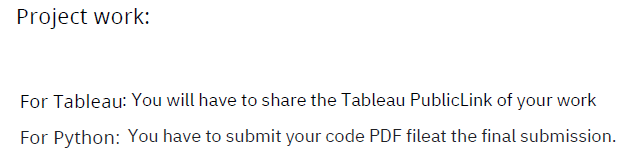 Project work:
For Tableau: You will have to share the Tableau PublicLink of your work
For Python: You have to submit your code PDF fileat the final submission.